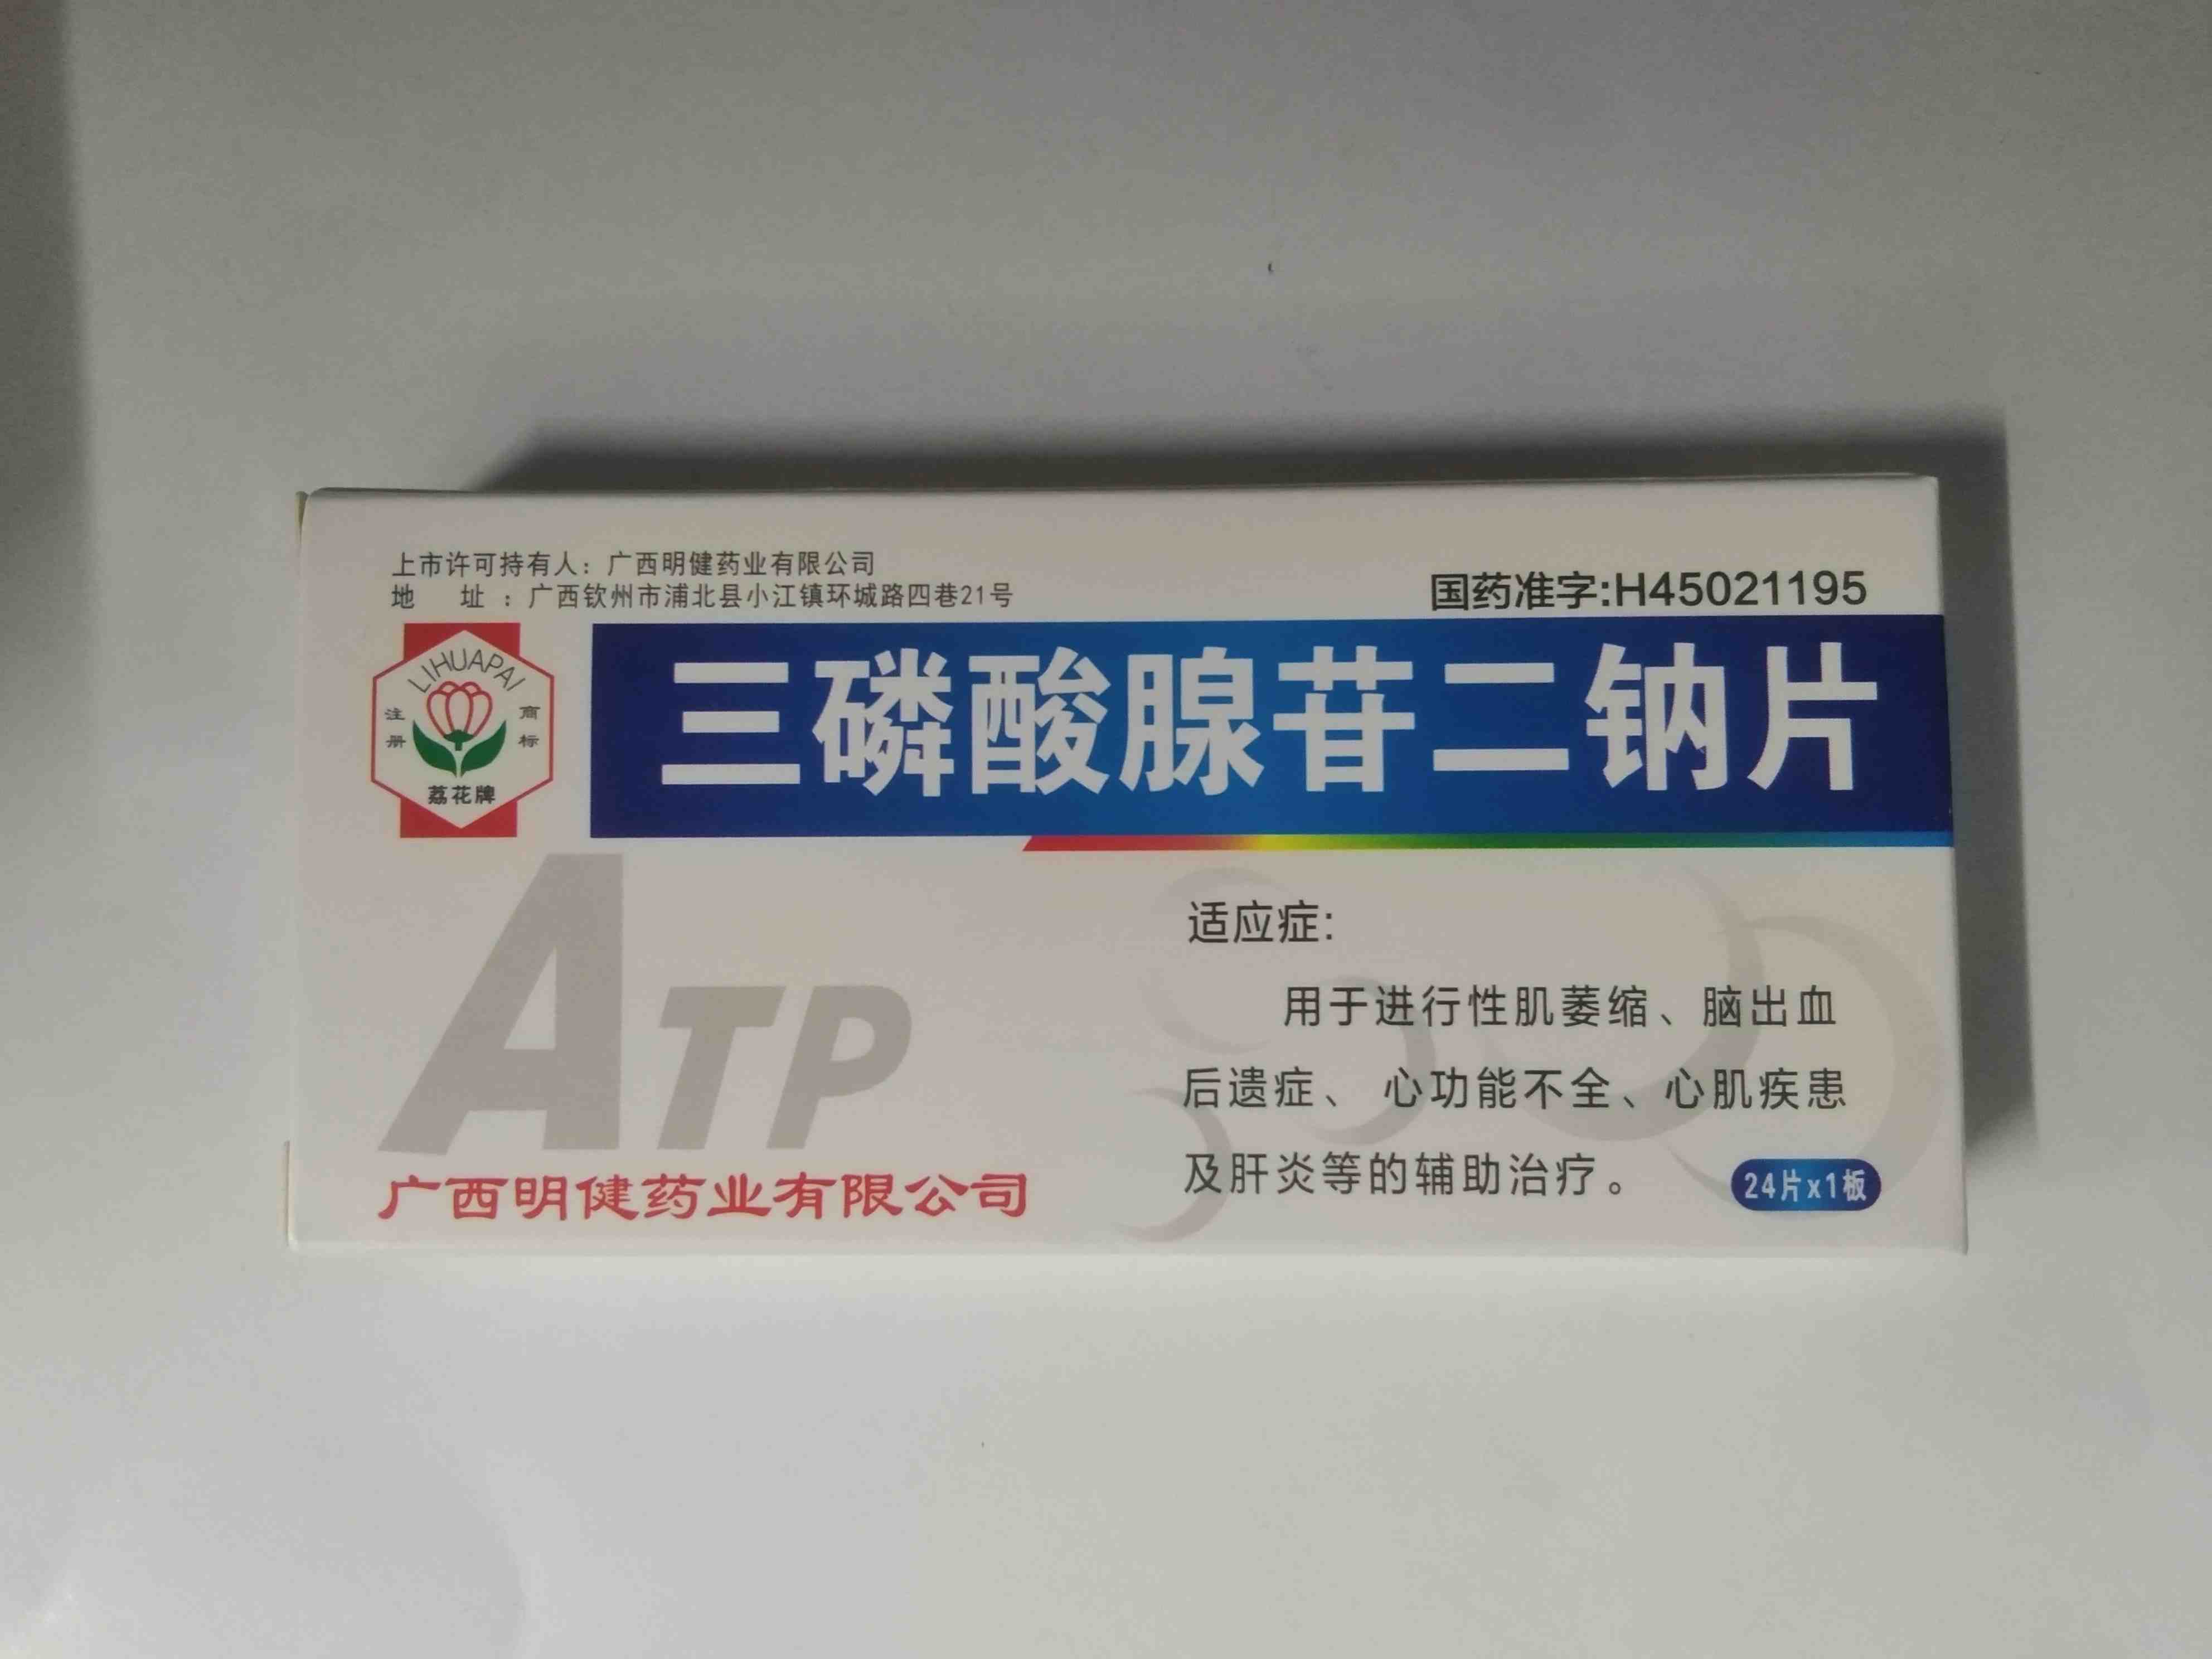 上市许可持有人：广西明健药业有限公司
地 址：广西钦州市浦北县小江镇环城路四巷21号
国药准字:H45021195
LIHUAPAI
注册 商标
荔花牌
三磷酸腺苷二钠片
ATP
适应症:
用于进行性肌萎缩、脑出血
后遗症、心功能不全、心肌疾患
及肝炎等的辅助治疗。
24片x1板
广西明健药业有限公司